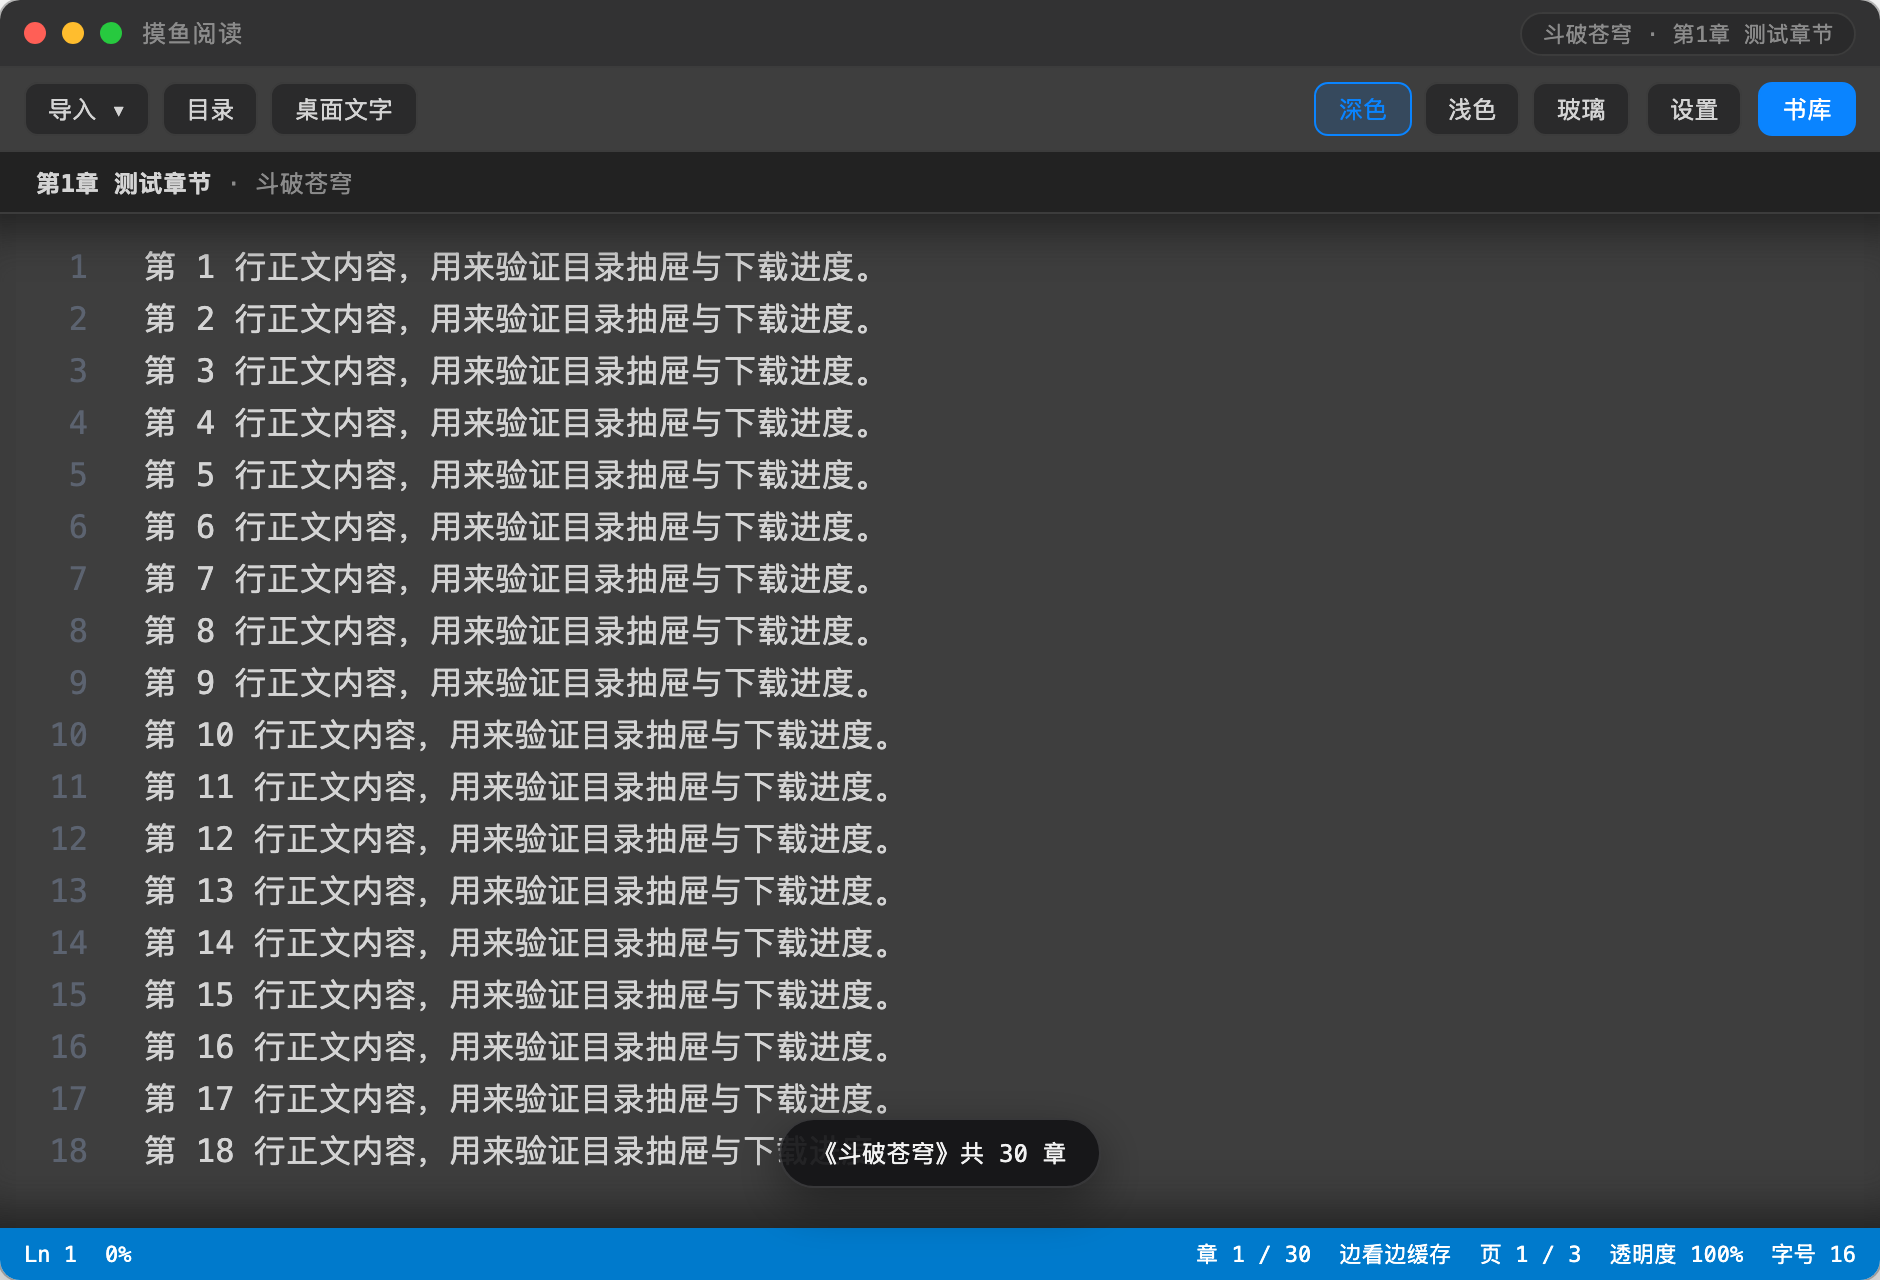 摸鱼阅读
斗破苍穹 · 第1章 测试章节
导入 ▾ 目录 桌面文字 深色 浅色 玻璃 设置 书库
第1章 测试章节 · 斗破苍穹
1 第 1 行正文内容，用来验证目录抽屉与下载进度。
2 第 2 行正文内容，用来验证目录抽屉与下载进度。
3 第 3 行正文内容，用来验证目录抽屉与下载进度。
4 第 4 行正文内容，用来验证目录抽屉与下载进度。
5 第 5 行正文内容，用来验证目录抽屉与下载进度。
6 第 6 行正文内容，用来验证目录抽屉与下载进度。
7 第 7 行正文内容，用来验证目录抽屉与下载进度。
8 第 8 行正文内容，用来验证目录抽屉与下载进度。
9 第 9 行正文内容，用来验证目录抽屉与下载进度。
10 第 10 行正文内容，用来验证目录抽屉与下载进度。
11 第 11 行正文内容，用来验证目录抽屉与下载进度。
12 第 12 行正文内容，用来验证目录抽屉与下载进度。
13 第 13 行正文内容，用来验证目录抽屉与下载进度。
14 第 14 行正文内容，用来验证目录抽屉与下载进度。
15 第 15 行正文内容，用来验证目录抽屉与下载进度。
16 第 16 行正文内容，用来验证目录抽屉与下载进度。
17 第 17 行正文内容，用来验证目录抽屉与下载进度。
18 第 18 行正文内容，用来验证目录抽屉与下载
《斗破苍穹》共 30 章
Ln 1 0% 章 1 / 30 边看边缓存 页 1 / 3 透明度 100% 字号 16